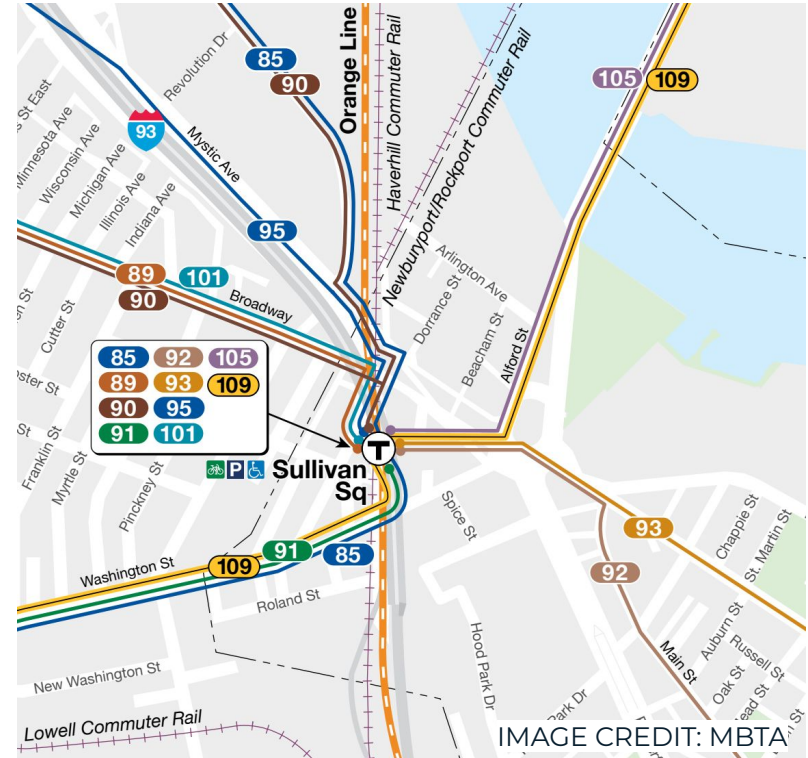 Revolution Dr
85
90
Orange Line
Haverhill Commuter Rail
Newburyport/Rockport Commuter Rail
105 109
93
Mystic Ave
95
St East
Minnesota Ave
Wisconsin Ave
Michigan Ave
Illinois Ave
Indiana Ave
89 101
90
Broadway
Cutter St
Arlington Ave
Dorrance St
Beacham St
Alford St
85 92 105
89 93 109
90 95
91 101
St
Franklin St
Myrtle St
Pinckney St
P
T
Sullivan
Sq
Spice St
93
92
Chappie St
St. Martin St
Washington St
109
91
85
Roland St
Hood Park Dr
Park Dr
Main St
Auburn St
Russell St
Oak St
New Washington St
Lowell Commuter Rail
IMAGE CREDIT: MBTA